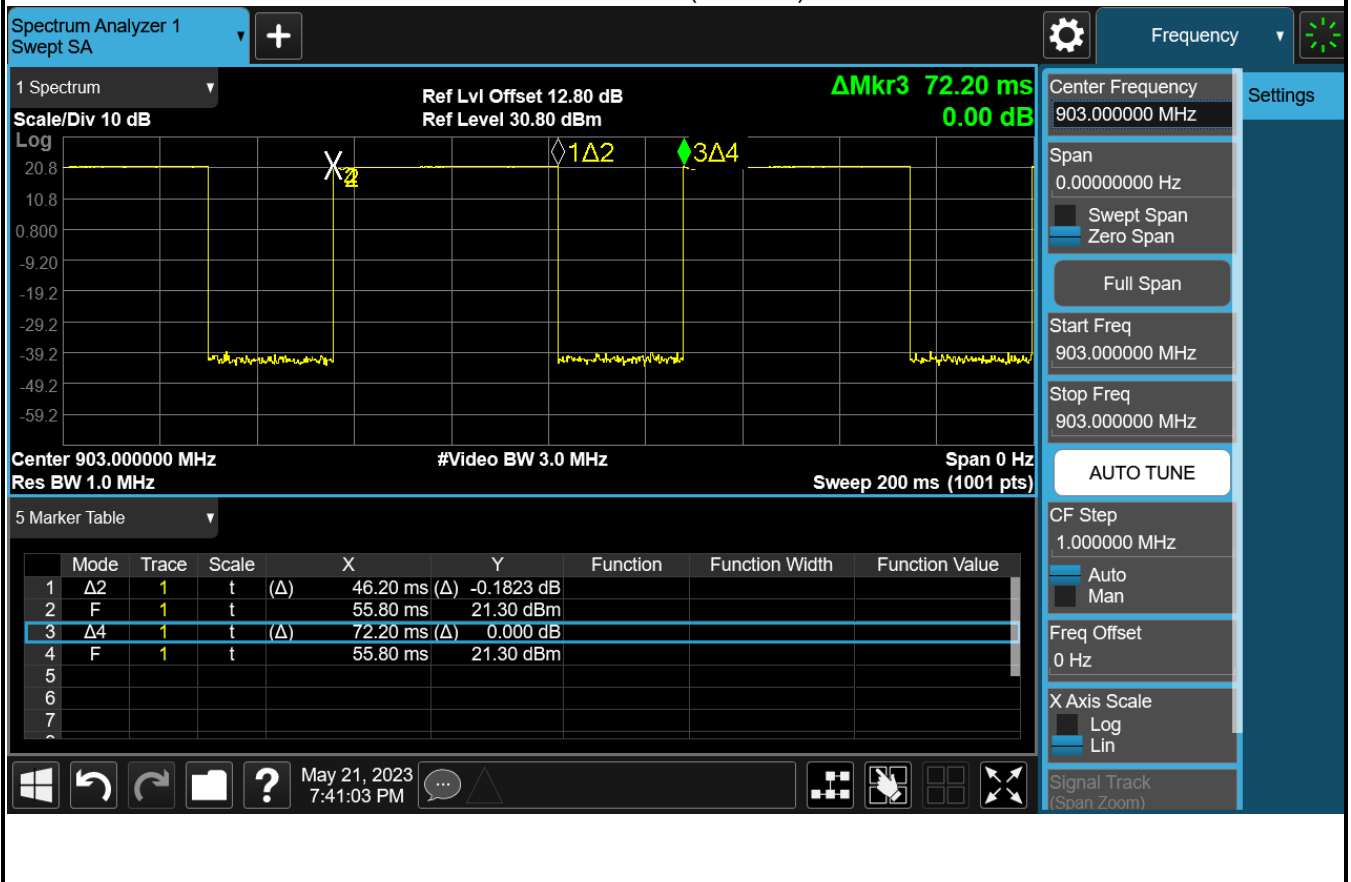 Spectrum Analyzer 1
Swept SA
Frequency
1 Spectrum
Scale/Div 10 dB
Ref Lvl Offset 12.80 dB
Ref Level 30.80 dBm
ΔMkr3 72.20 ms
0.00 dB
Log
1Δ2
3Δ4
X
2
20.8
10.8
0.800
-9.20
-19.2
-29.2
-39.2
-49.2
-59.2
Center 903.000000 MHz
#Video BW 3.0 MHz
Span 0 Hz
Res BW 1.0 MHz
Sweep 200 ms (1001 pts)
5 Marker Table
Mode Trace Scale X Y Function Function Width Function Value
1 Δ2 1 t (Δ) 46.20 ms (Δ) -0.1823 dB
2 F 1 t 55.80 ms 21.30 dBm
3 Δ4 1 t (Δ) 72.20 ms (Δ) 0.000 dB
4 F 1 t 55.80 ms 21.30 dBm
5
6
7
?
May 21, 2023
7:41:03 PM
Center Frequency
903.000000 MHz
Settings
Span
0.00000000 Hz
Swept Span
Zero Span
Full Span
Start Freq
903.000000 MHz
Stop Freq
903.000000 MHz
AUTO TUNE
CF Step
1.000000 MHz
Auto
Man
Freq Offset
0 Hz
X Axis Scale
Log
Lin
Signal Track
(Span Zoom)